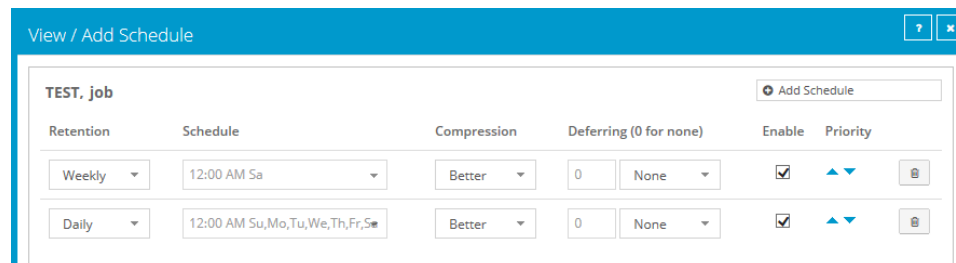 View / Add Schedule ? ×
TEST, job Add Schedule
Retention Schedule Compression Deferring (0 for none) Enable Priority
Weekly 12:00 AM Sa Better 0 None
Daily 12:00 AM Su,Mo,Tu,We,Th,Fr,Sa Better 0 None